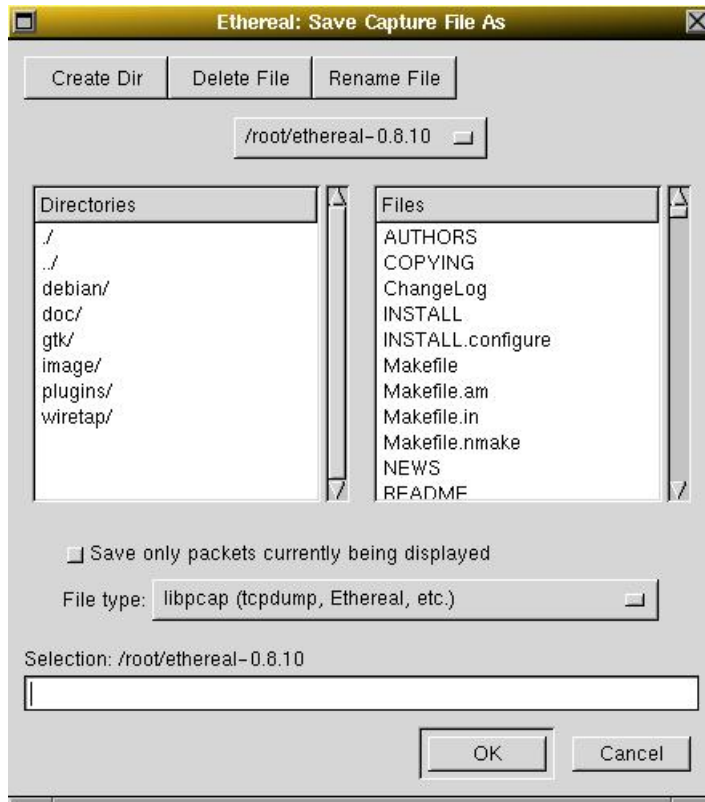 Ethereal: Save Capture File As
Create Dir Delete File Rename File
/root/ethereal-0.8.10
Directories
./
../
debian/
doc/
gtk/
image/
plugins/
wiretap/
Files
AUTHORS
COPYING
ChangeLog
INSTALL
INSTALL.configure
Makefile
Makefile.am
Makefile.in
Makefile.nmake
NEWS
README
Save only packets currently being displayed
File type: libpcap (tcpdump, Ethereal, etc.)
Selection: /root/ethereal-0.8.10
OK Cancel